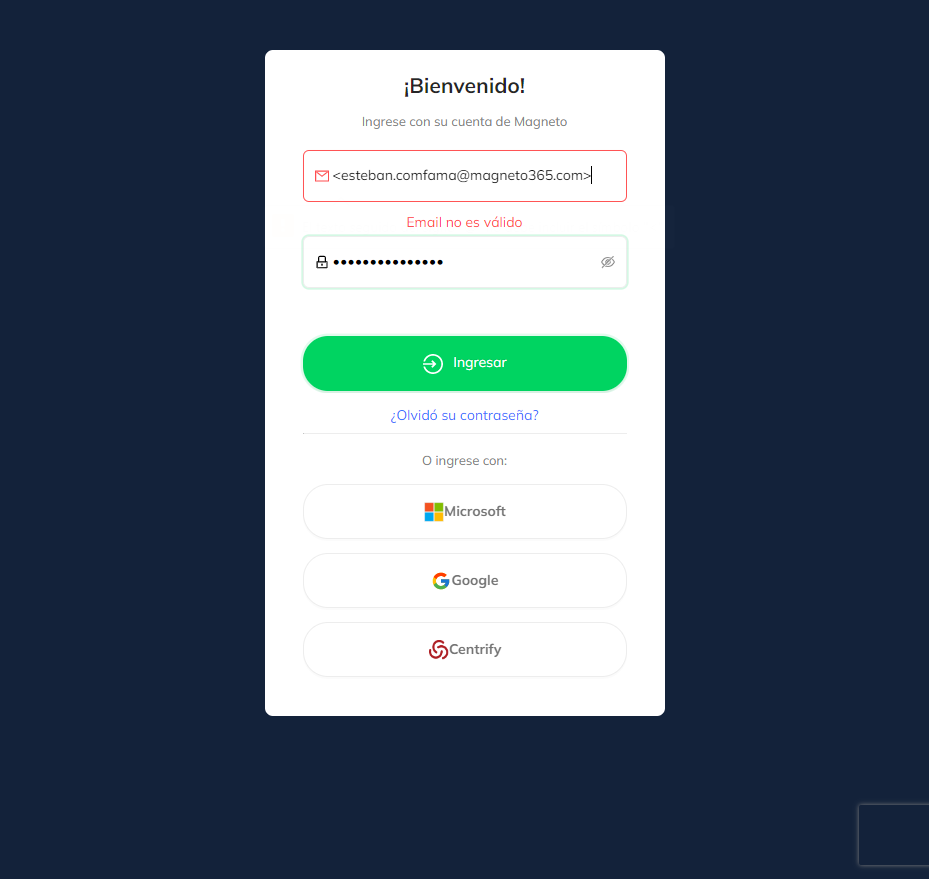 ¡Bienvenido!
Ingrese con su cuenta de Magneto
<esteban.comfama@magneto365.com>
Email no es válido
•••••••••••••••
Ingresar
¿Olvidó su contraseña?
O ingrese con:
Microsoft
Google
Centrify